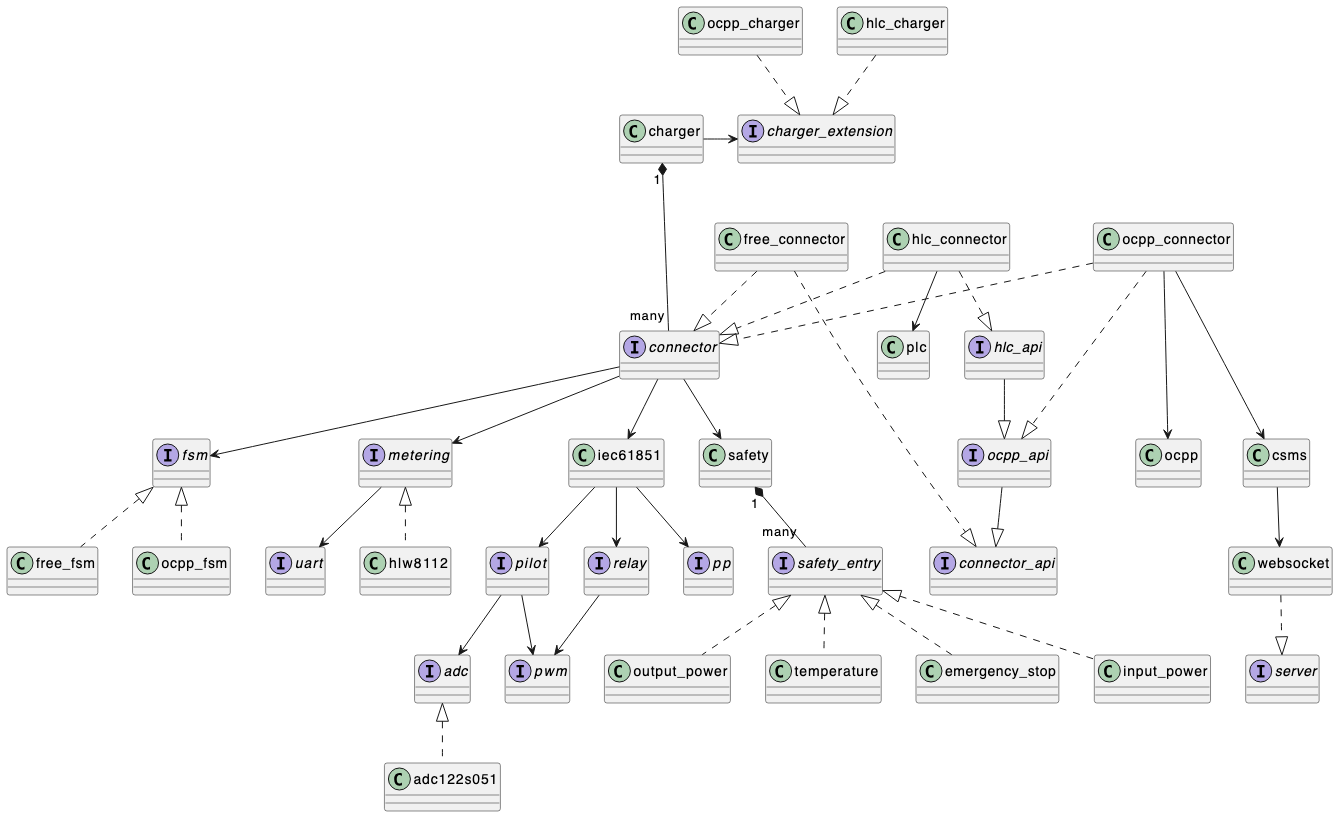 C ocpp_charger
C hlc_charger
C charger
I charger_extension
1
C free_connector
C hlc_connector
C ocpp_connector
many
I connector
C plc
I hlc_api
I fsm
I metering
C iec61851
C safety
I ocpp_api
C ocpp
C csms
1
many
C free_fsm
C ocpp_fsm
I uart
C hlw8112
I pilot
I relay
I pp
I safety_entry
I connector_api
C websocket
I adc
I pwm
C output_power
C temperature
C emergency_stop
C input_power
I server
C adc122s051